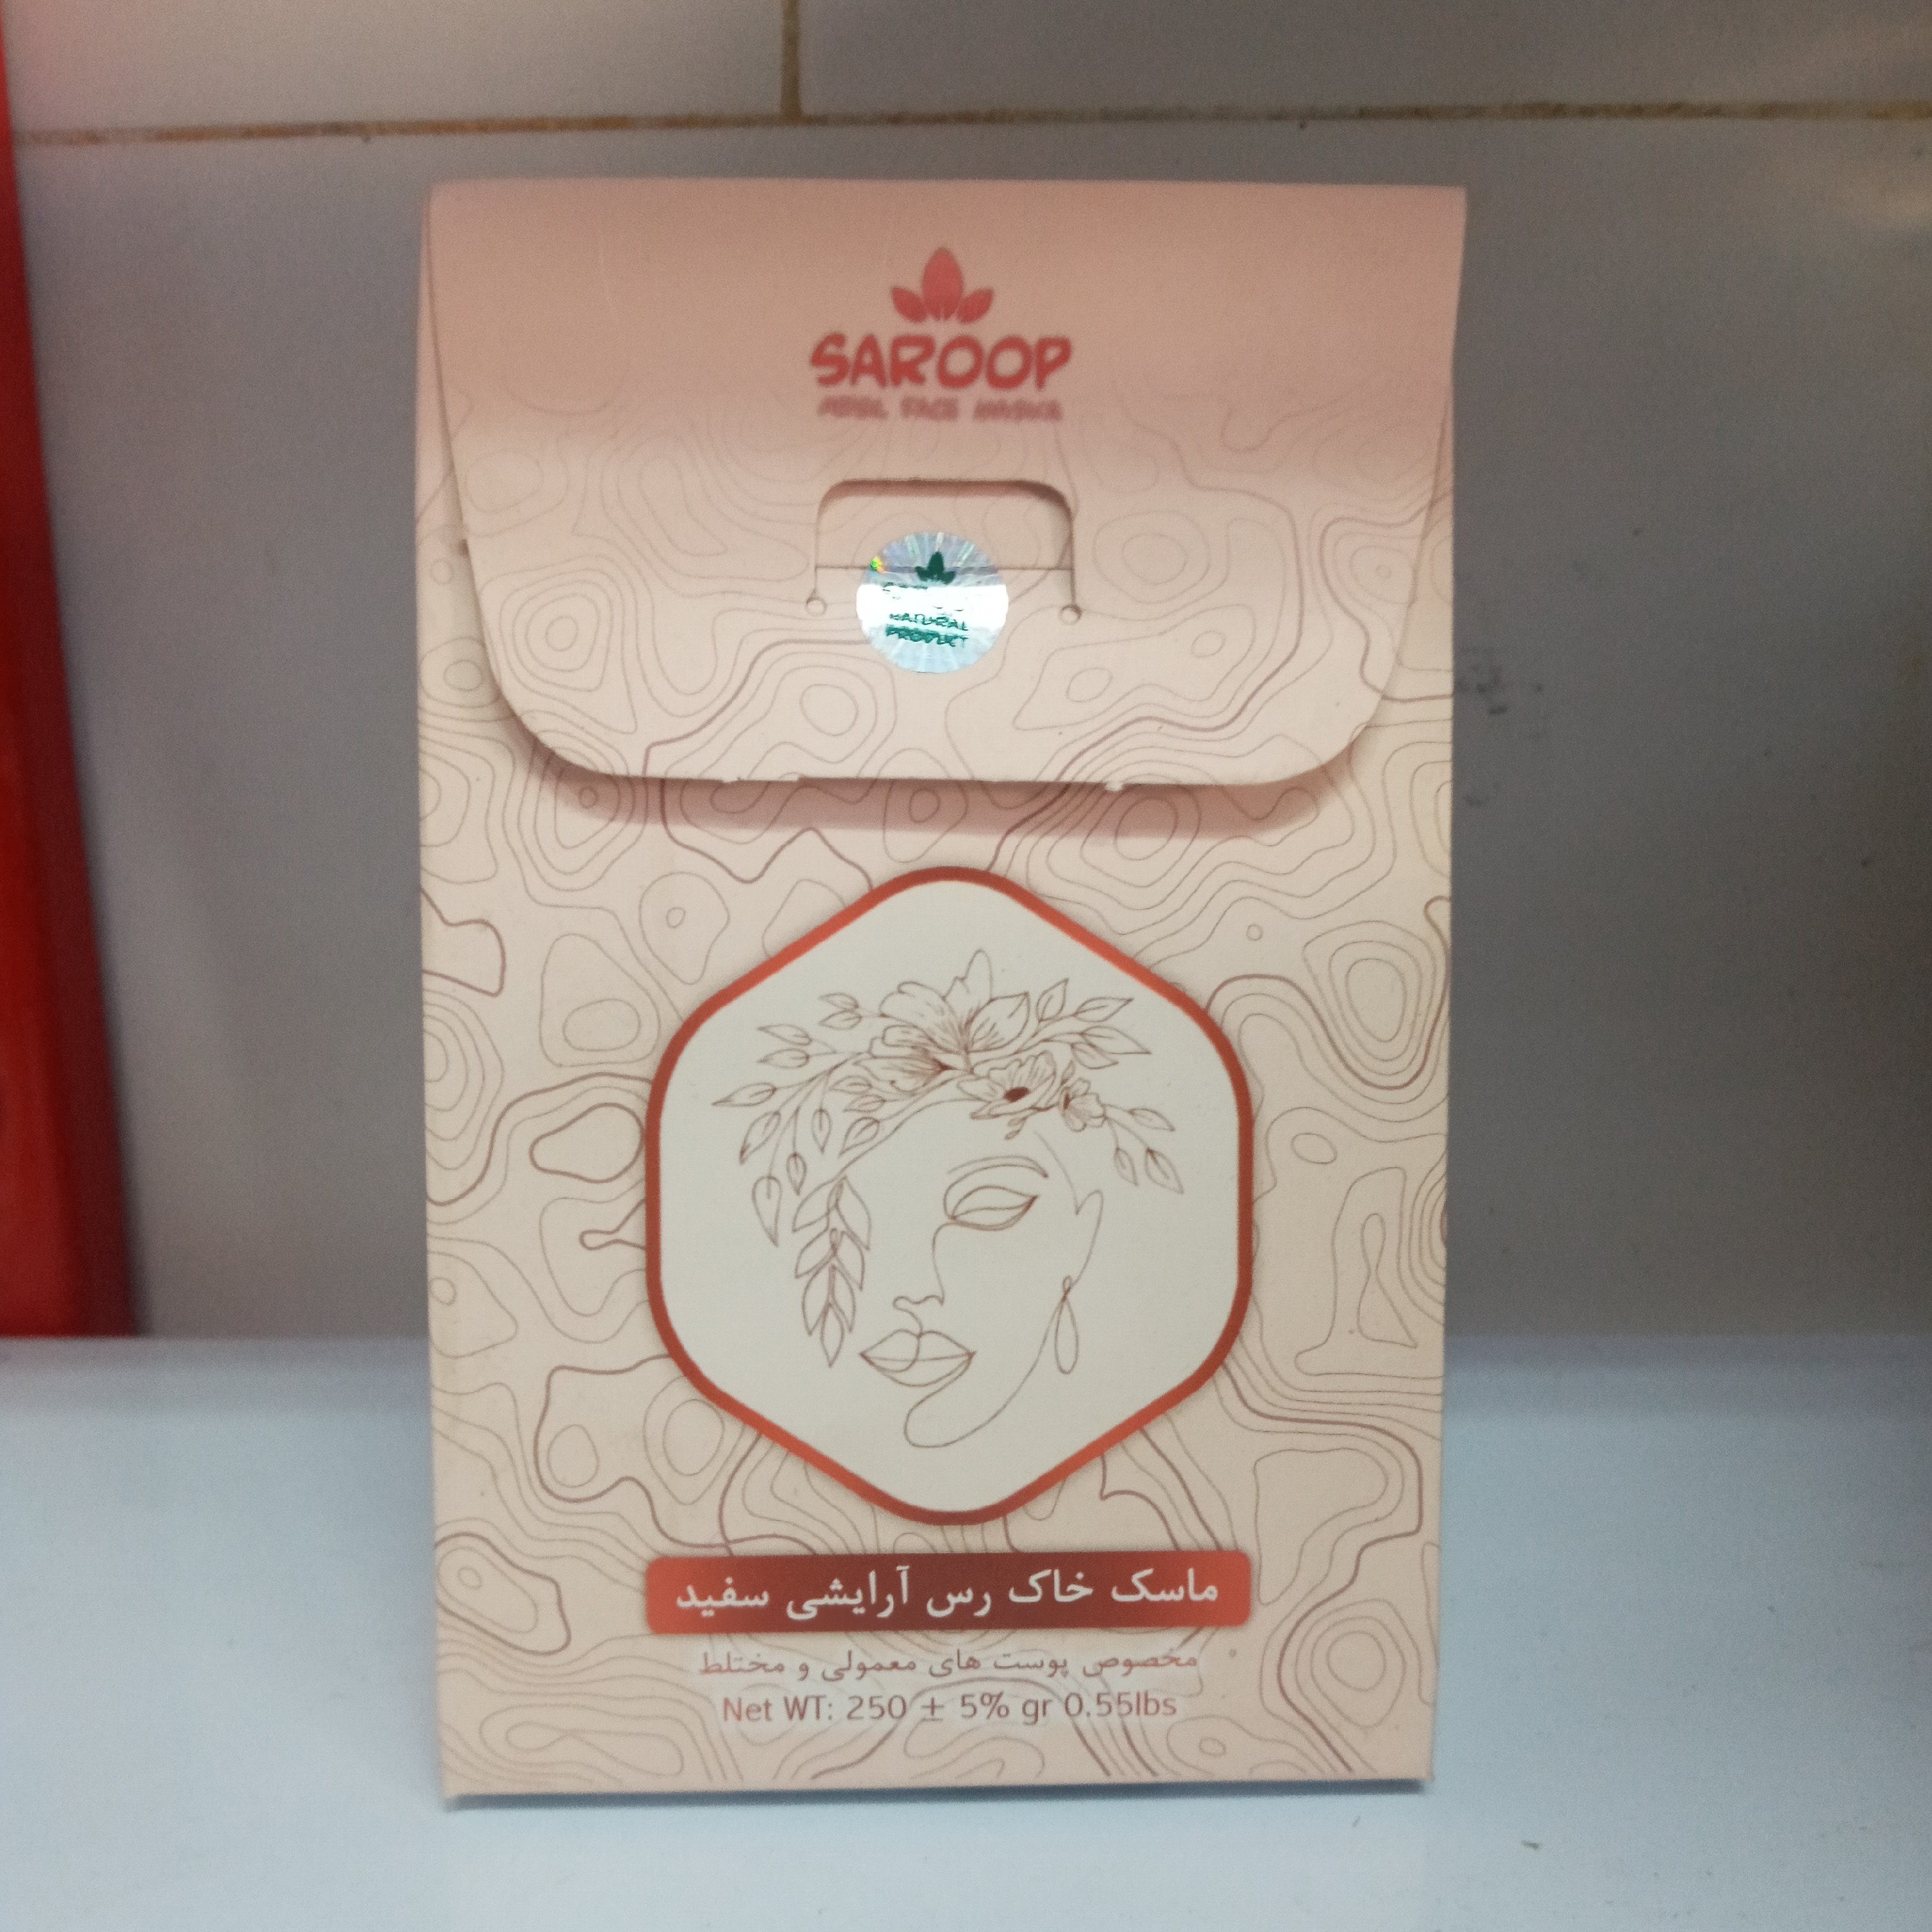 SAROOP
FACE
NATURAL
PRODUCT
ماسک خاک رس آرایشی سفید
مخصوص پوست های معمولی و مختلط
Net WT: 250 ± 5% gr 0.55lbs